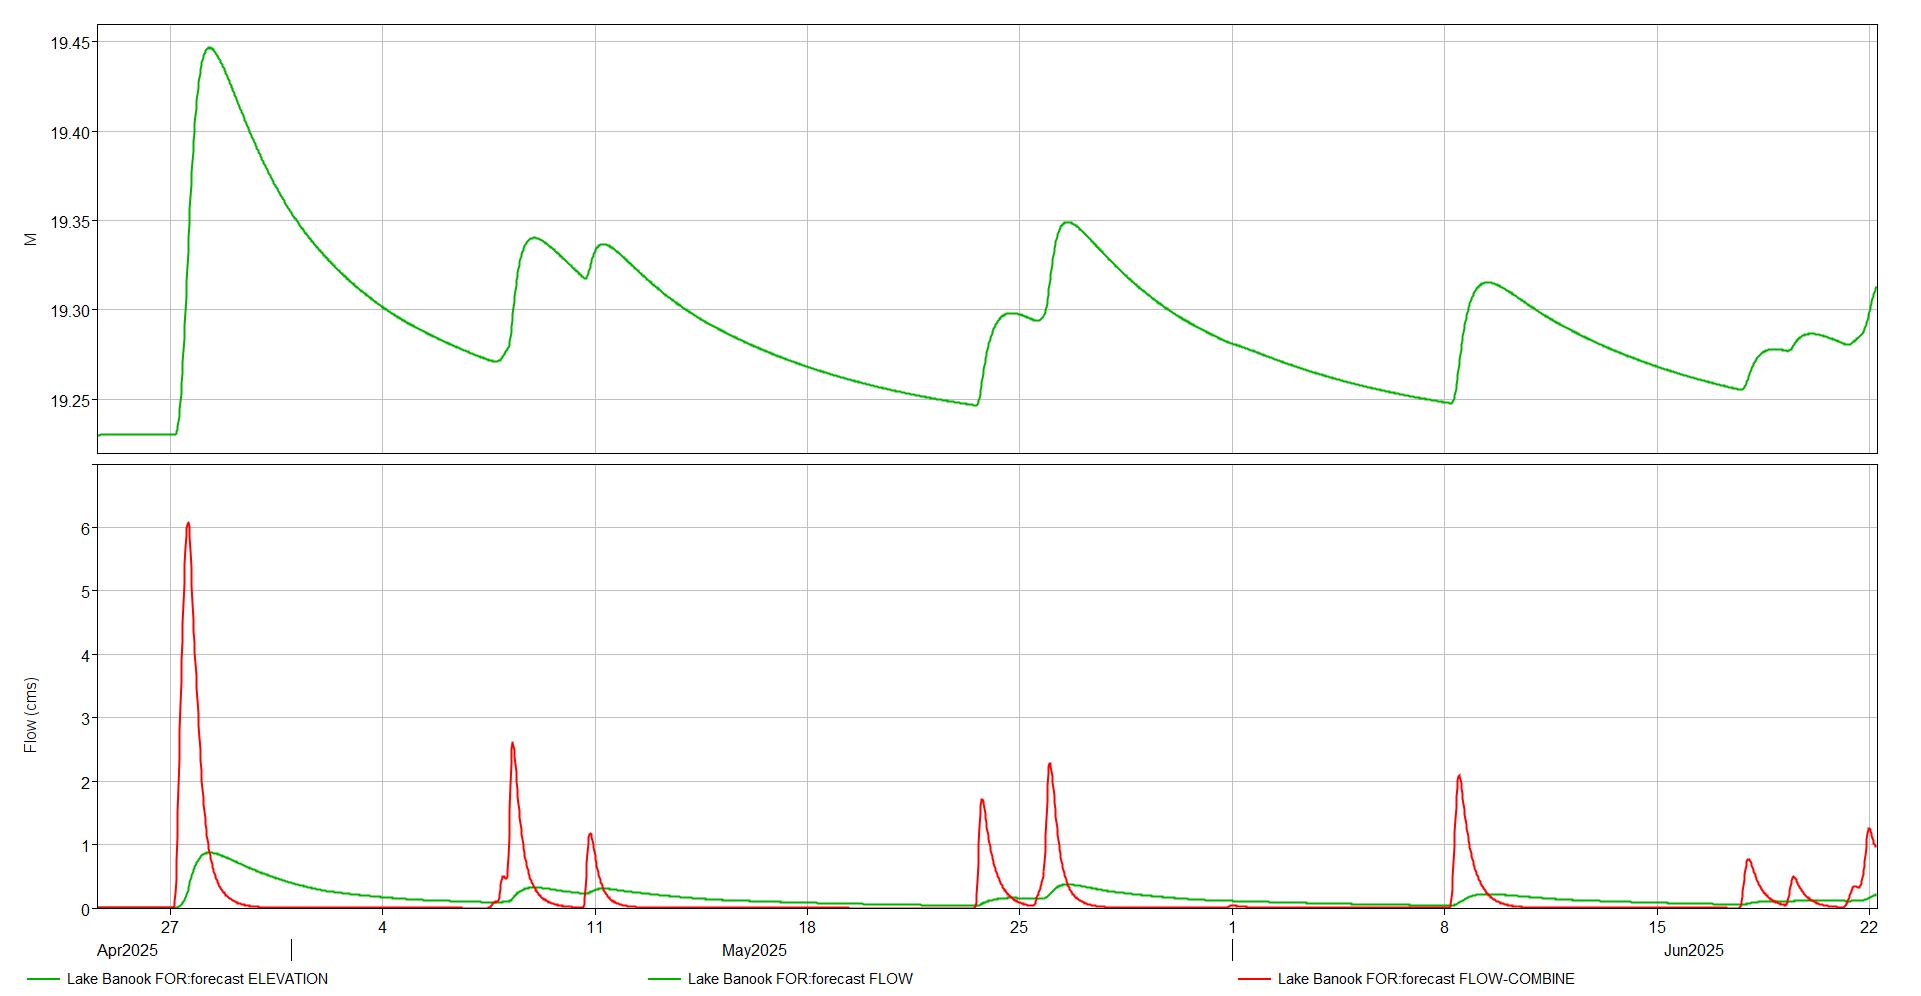 19.45
19.40
19.35
M
19.30
19.25
6
5
4
3
Flow (cms)
2
1
0
27 4 11 18 25 1 8 15 22
Apr2025 May2025 Jun2025
Lake Banook FOR:forecast ELEVATION Lake Banook FOR:forecast FLOW Lake Banook FOR:forecast FLOW-COMBINE